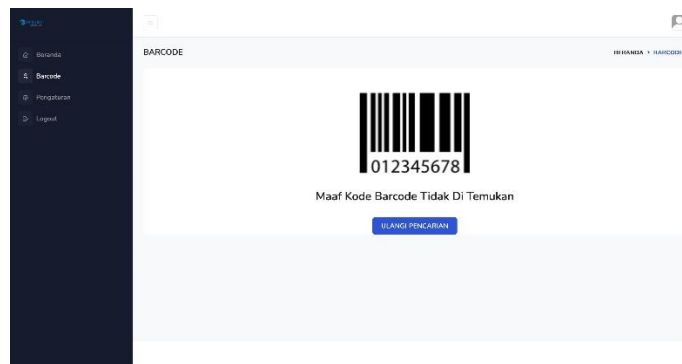 Beranda
Barcode
Pengaturan
Logout
BARCODE
BERANDA > BARCODE
012345678
Maaf Kode Barcode Tidak Di Temukan
ULANGI PENCARIAN